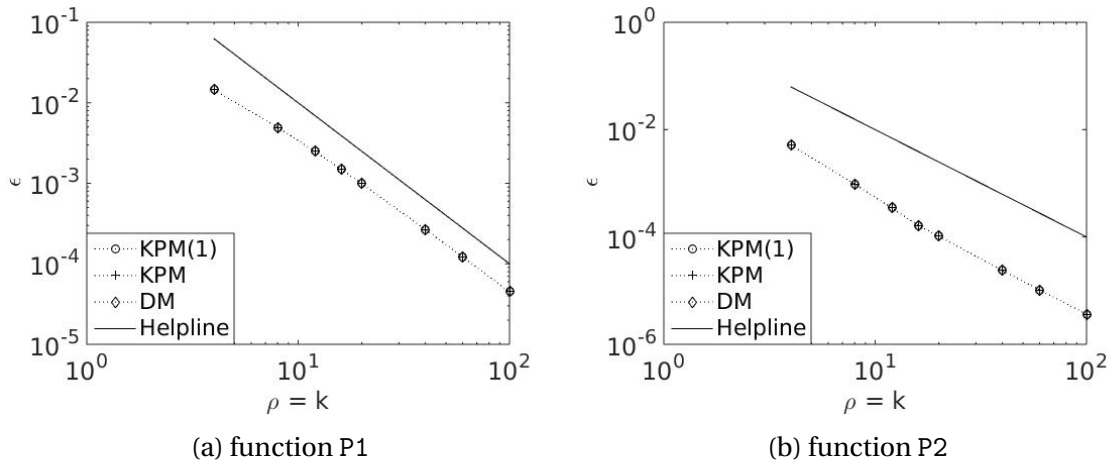 10^-1
10^-2
ϵ
10^-3
10^-4
10^-5
KPM(1)
KPM
DM
Helpline
10^0
10^1
10^2
ρ = k
(a) function P1
10^0
10^-2
ϵ
10^-4
10^-6
KPM(1)
KPM
DM
Helpline
10^0
10^1
10^2
ρ = k
(b) function P2